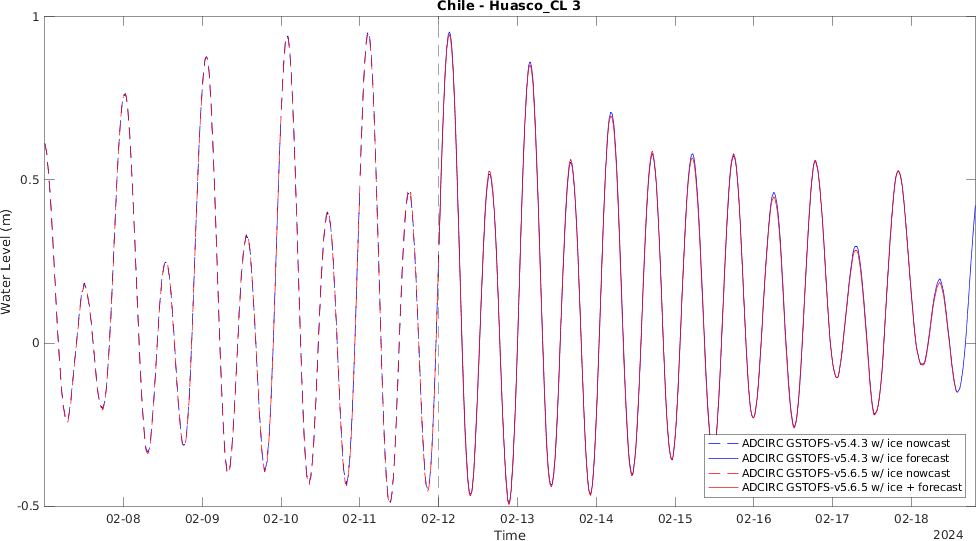 Chile - Huasco_CL 3
Water Level (m)
1
0.5
0
-0.5
ADCIRC GSTOFS-v5.4.3 w/ ice nowcast
ADCIRC GSTOFS-v5.4.3 w/ ice forecast
ADCIRC GSTOFS-v5.6.5 w/ ice nowcast
ADCIRC GSTOFS-v5.6.5 w/ ice + forecast
02-08 02-09 02-10 02-11 02-12 02-13 02-14 02-15 02-16 02-17 02-18
Time
2024